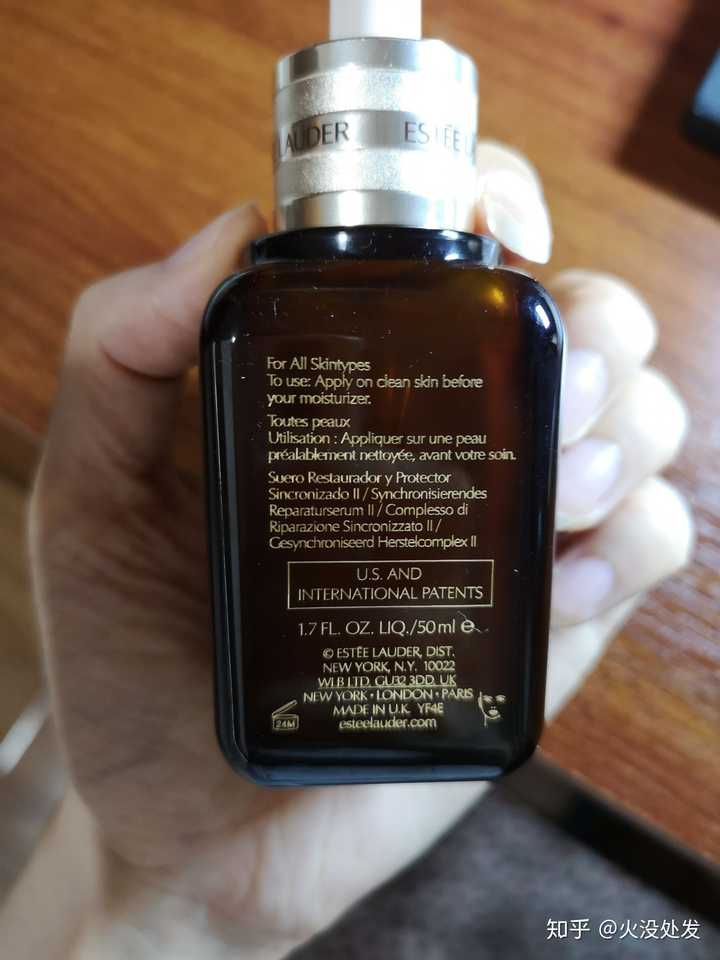 LAUDER ESTĒE L
For All Skintypes
To use: Apply on clean skin before
your moisturizer.
Toutes peaux
Utilisation : Appliquer sur une peau
préalablement nettoyée, avant votre soin.
Suero Restaurador y Protector
Sincronizado II / Synchronisierendes
Reparaturserum II / Complesso di
Riparazione Sincronizzato II /
Gesynchroniseerd Herstelcomplex II
U.S. AND
INTERNATIONAL PATENTS
1.7 FL. OZ. LIQ./50 ml ℮
© ESTĒE LAUDER, DIST.
NEW YORK, N.Y. 10022
WLB LTD. GU32 3DD. UK
NEW YORK • LONDON • PARIS
MADE IN U.K. YF4E
24M esteelauder.com
知乎 @火没处发